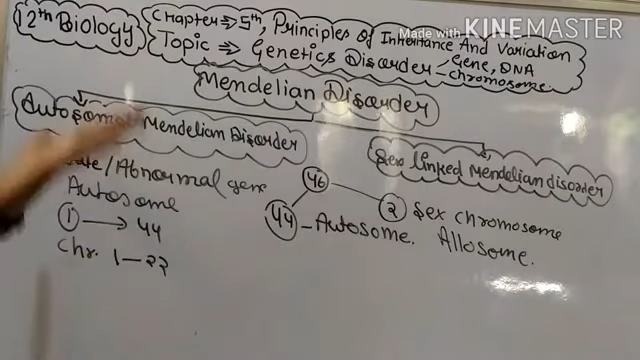 12th Biology
Chapter ⇒ 5th, Principles of Inheritance And Variation
Topic ⇒ Genetics Disorder - Gene, DNA
chromosome.
Made with KINEMASTER
Mendelian Disorder
Autosomal Mendelian Disorder
Sex linked Mendelian disorder
/Abnormal gene
Autosome
1 → 44
Chr. 1-22
46
44 - Autosome.
2 Sex chromosome
Allosome.